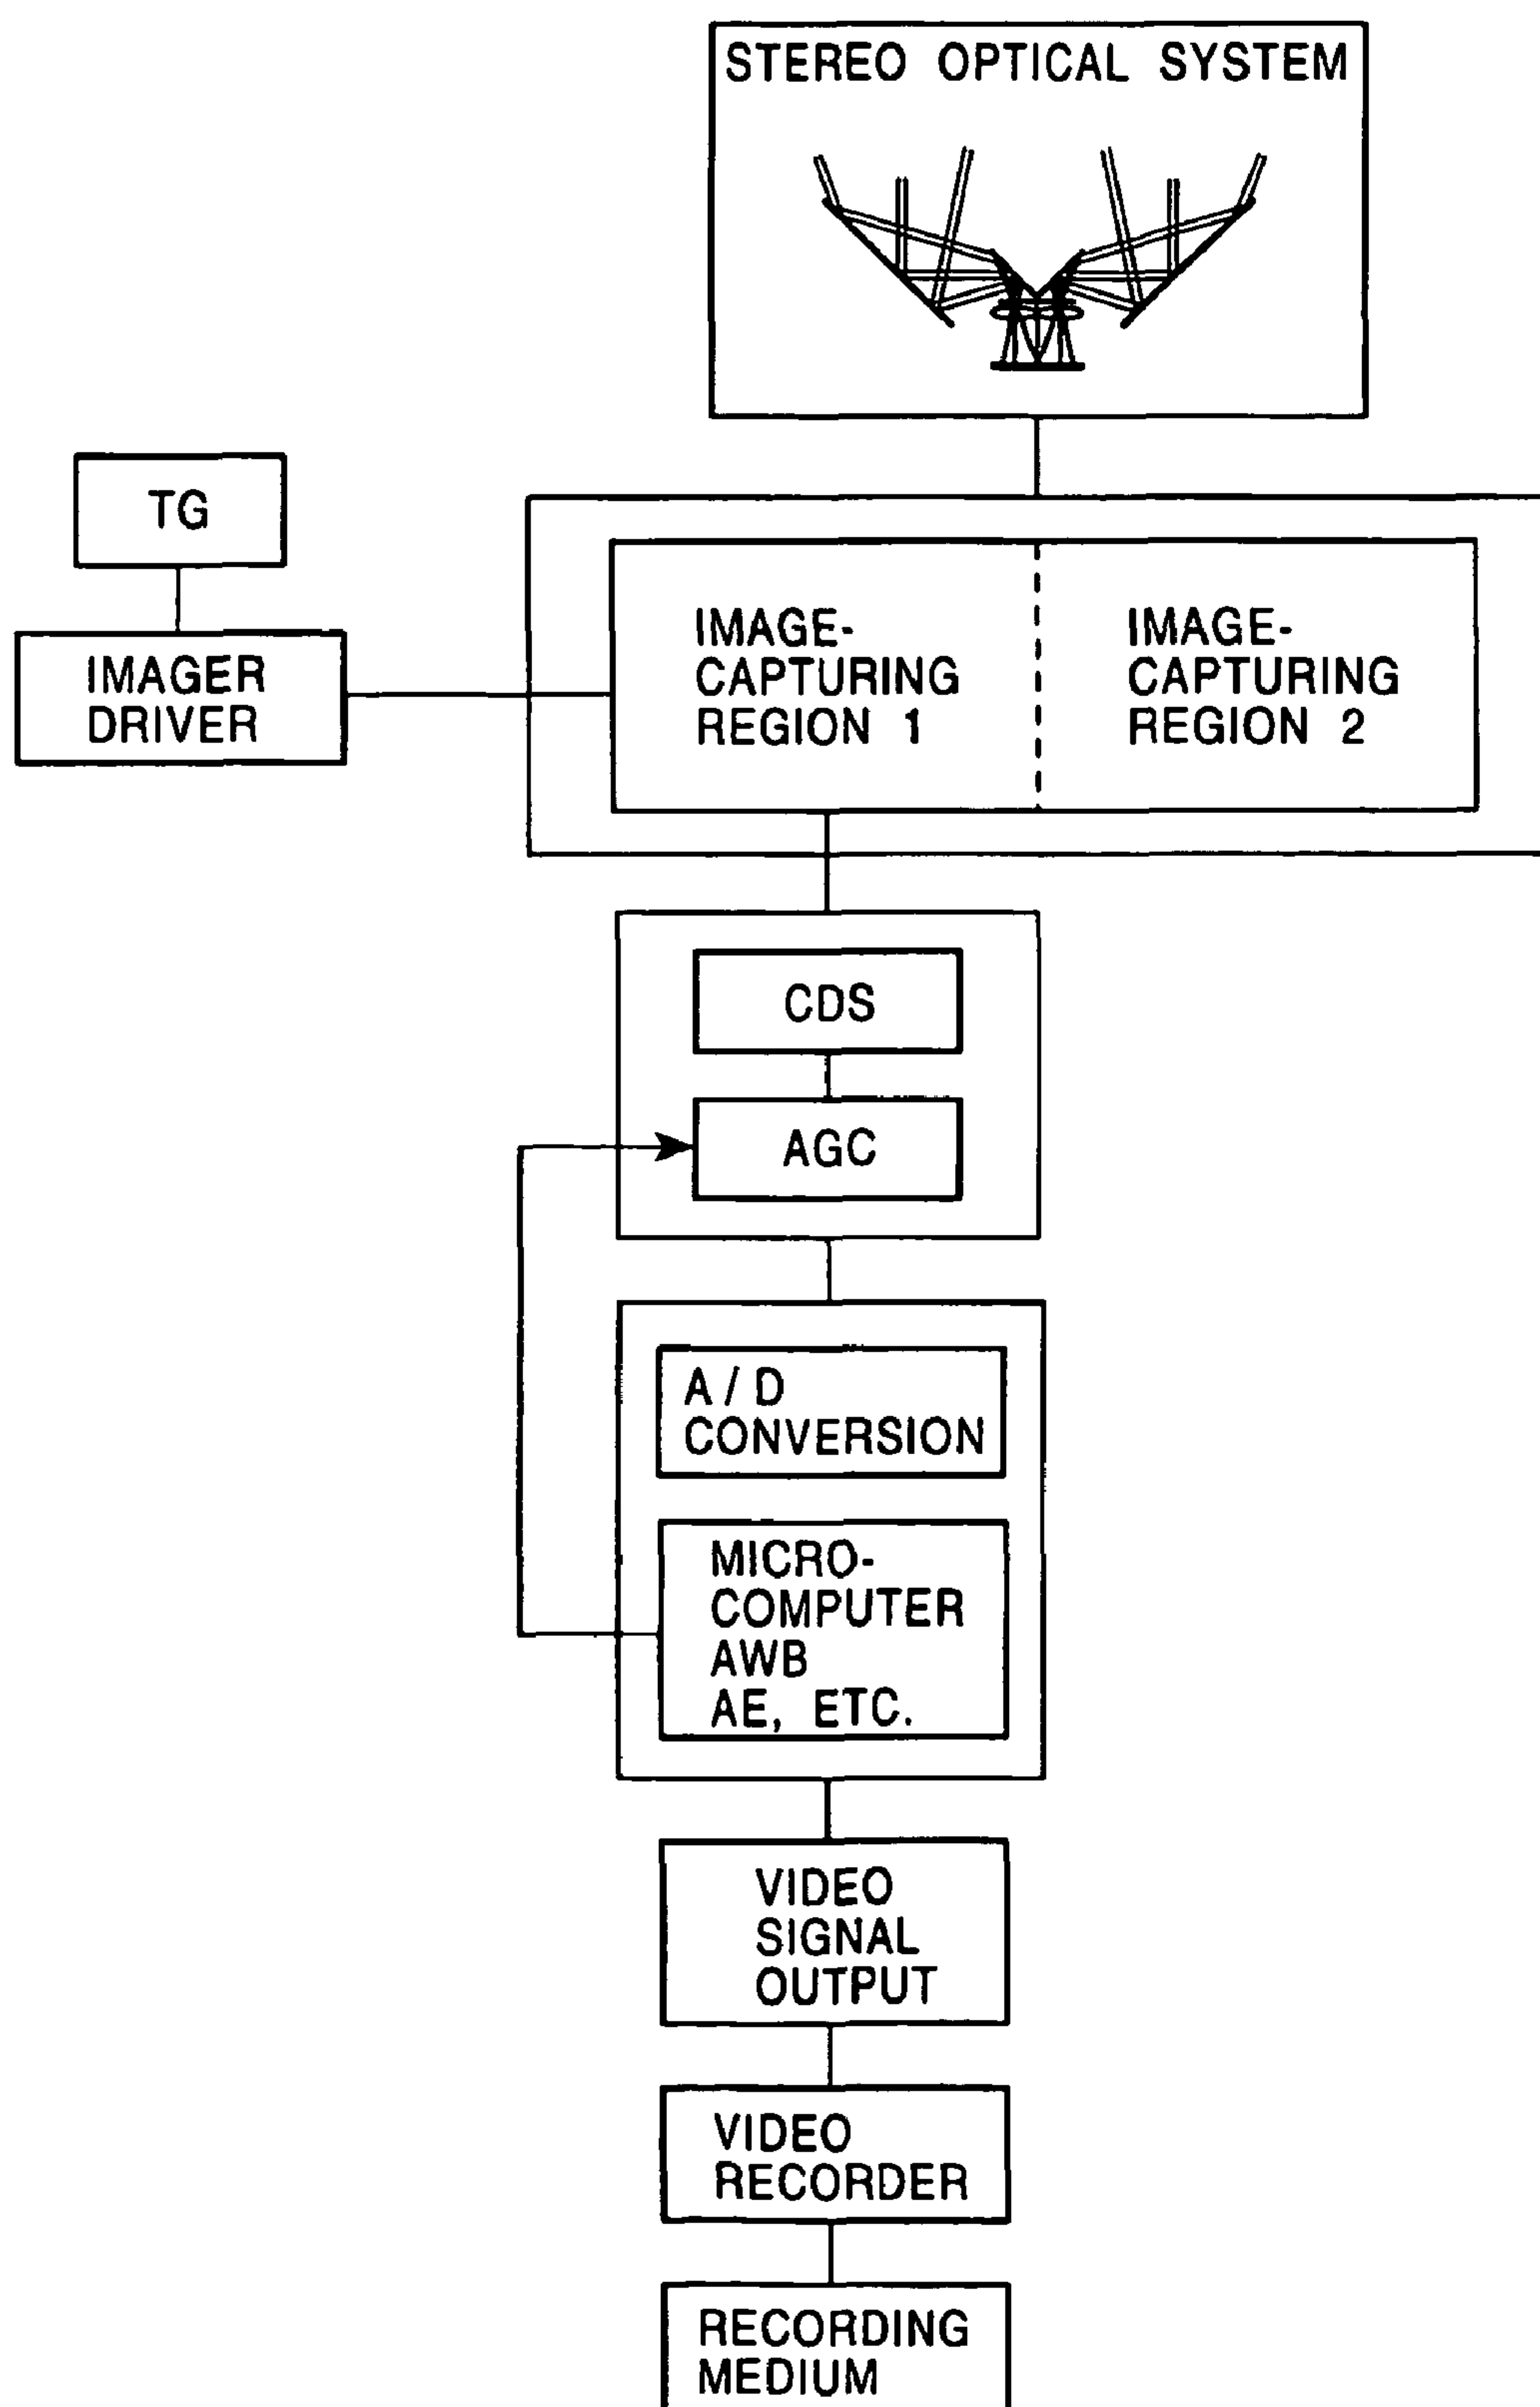 STEREO OPTICAL SYSTEM
TG
IMAGER
DRIVER
IMAGE-
CAPTURING
REGION 1
IMAGE-
CAPTURING
REGION 2
CDS
AGC
A / D
CONVERSION
MICRO-
COMPUTER
AWB
AE, ETC.
VIDEO
SIGNAL
OUTPUT
VIDEO
RECORDER
RECORDING
MEDIUM